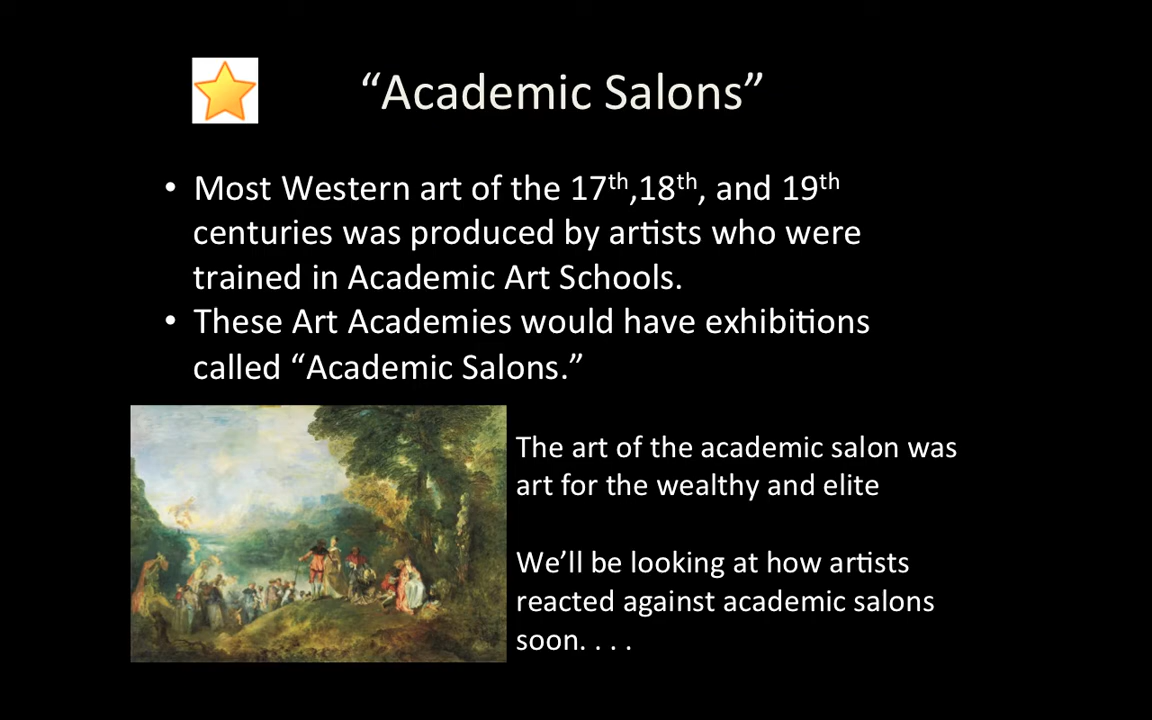 “Academic Salons”
• Most Western art of the 17th,18th, and 19th
centuries was produced by artists who were
trained in Academic Art Schools.
• These Art Academies would have exhibitions
called “Academic Salons.”
The art of the academic salon was
art for the wealthy and elite
We’ll be looking at how artists
reacted against academic salons
soon. . . .